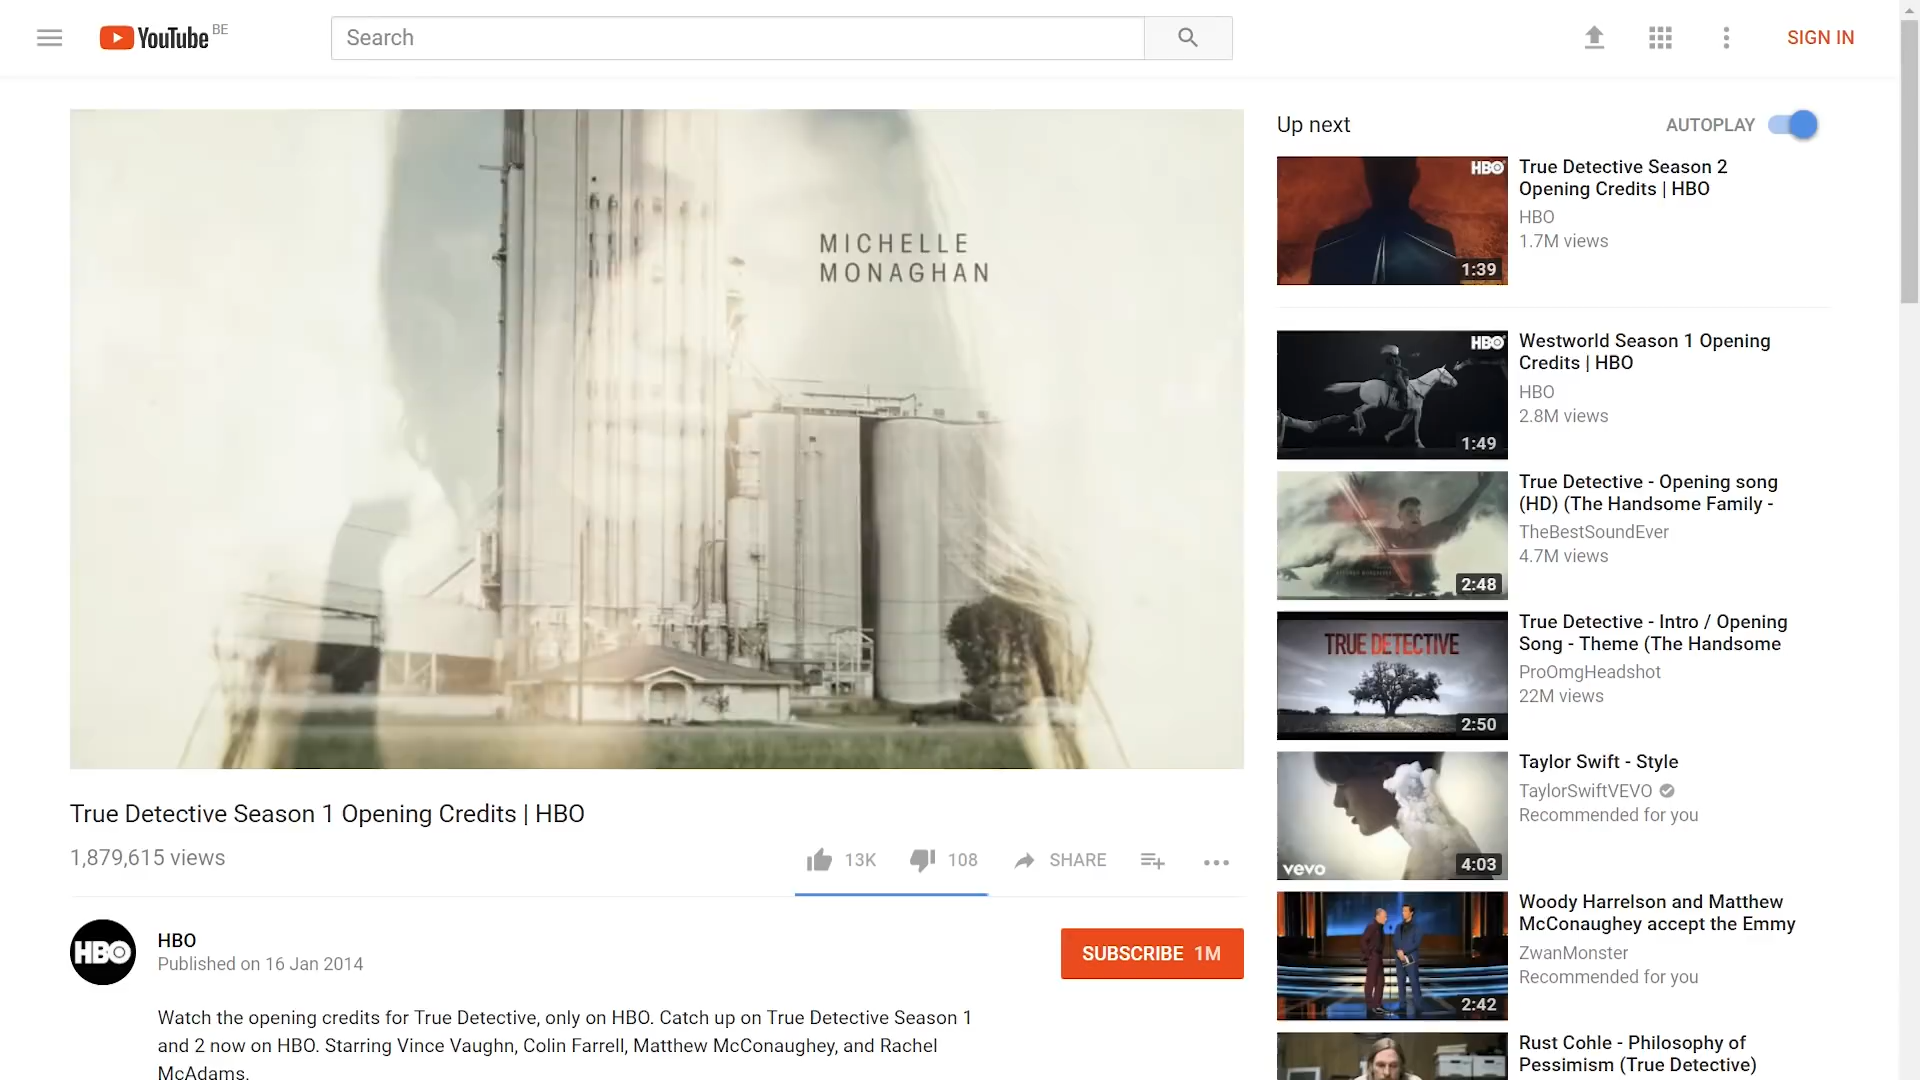 YouTube BE
Search
SIGN IN
MICHELLE
MONAGHAN
True Detective Season 1 Opening Credits | HBO
1,879,615 views
13K
108
SHARE
HBO
HBO
Published on 16 Jan 2014
SUBSCRIBE 1M
Watch the opening credits for True Detective, only on HBO. Catch up on True Detective Season 1
and 2 now on HBO. Starring Vince Vaughn, Colin Farrell, Matthew McConaughey, and Rachel
McAdams.
Up next
AUTOPLAY
HBO
1:39
True Detective Season 2
Opening Credits | HBO
HBO
1.7M views
HBO
1:49
Westworld Season 1 Opening
Credits | HBO
HBO
2.8M views
2:48
True Detective - Opening song
(HD) (The Handsome Family -
TheBestSoundEver
4.7M views
TRUE DETECTIVE
2:50
True Detective - Intro / Opening
Song - Theme (The Handsome
ProOmgHeadshot
22M views
vevo
4:03
Taylor Swift - Style
TaylorSwiftVEVO
Recommended for you
2:42
Woody Harrelson and Matthew
McConaughey accept the Emmy
ZwanMonster
Recommended for you
Rust Cohle - Philosophy of
Pessimism (True Detective)